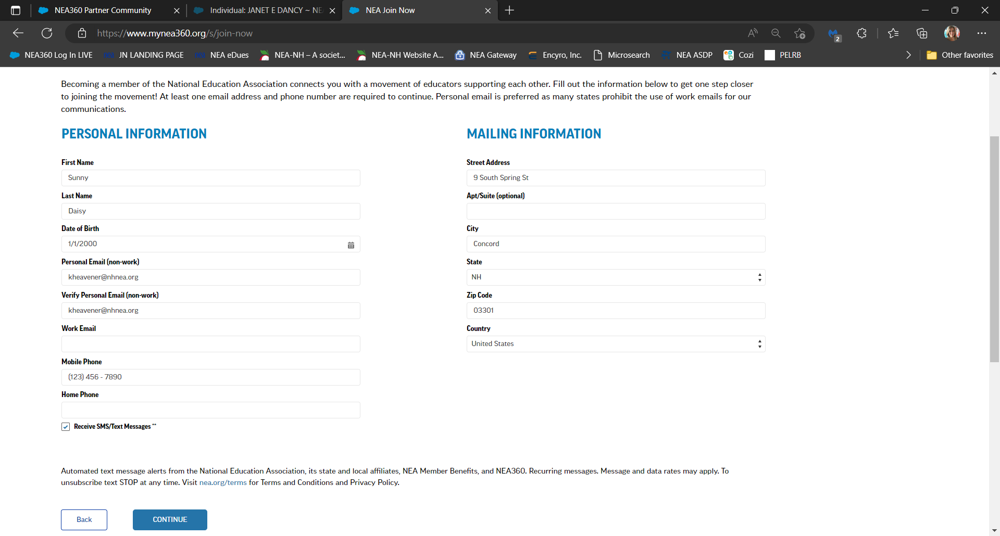 NEA360 Partner Community
Individual: JANET E DANCY ~ NE
NEA Join Now
https://www.mynea360.org/s/join-now
2
NEA360 Log In LIVE
nea JN LANDING PAGE
nea NEA eDues
NEA-NH – A societ...
NEA-NH Website A...
NEA Gateway
Encyro, Inc.
Microsearch
NEA ASDP
Cozi
PELRB
Other favorites
Becoming a member of the National Education Association connects you with a movement of educators supporting each other. Fill out the information below to get one step closer
to joining the movement! At least one email address and phone number are required to continue. Personal email is preferred as many states prohibit the use of work emails for our
communications.
PERSONAL INFORMATION
First Name
Sunny
Last Name
Daisy
Date of Birth
1/1/2000
Personal Email (non-work)
kheavener@nhnea.org
Verify Personal Email (non-work)
kheavener@nhnea.org
Work Email
Mobile Phone
(123) 456 - 7890
Home Phone
Receive SMS/Text Messages **
MAILING INFORMATION
Street Address
9 South Spring St
Apt/Suite (optional)
City
Concord
State
NH
Zip Code
03301
Country
United States
Automated text message alerts from the National Education Association, its state and local affiliates, NEA Member Benefits, and NEA360. Recurring messages. Message and data rates may apply. To
unsubscribe text STOP at any time. Visit nea.org/terms for Terms and Conditions and Privacy Policy.
Back
CONTINUE